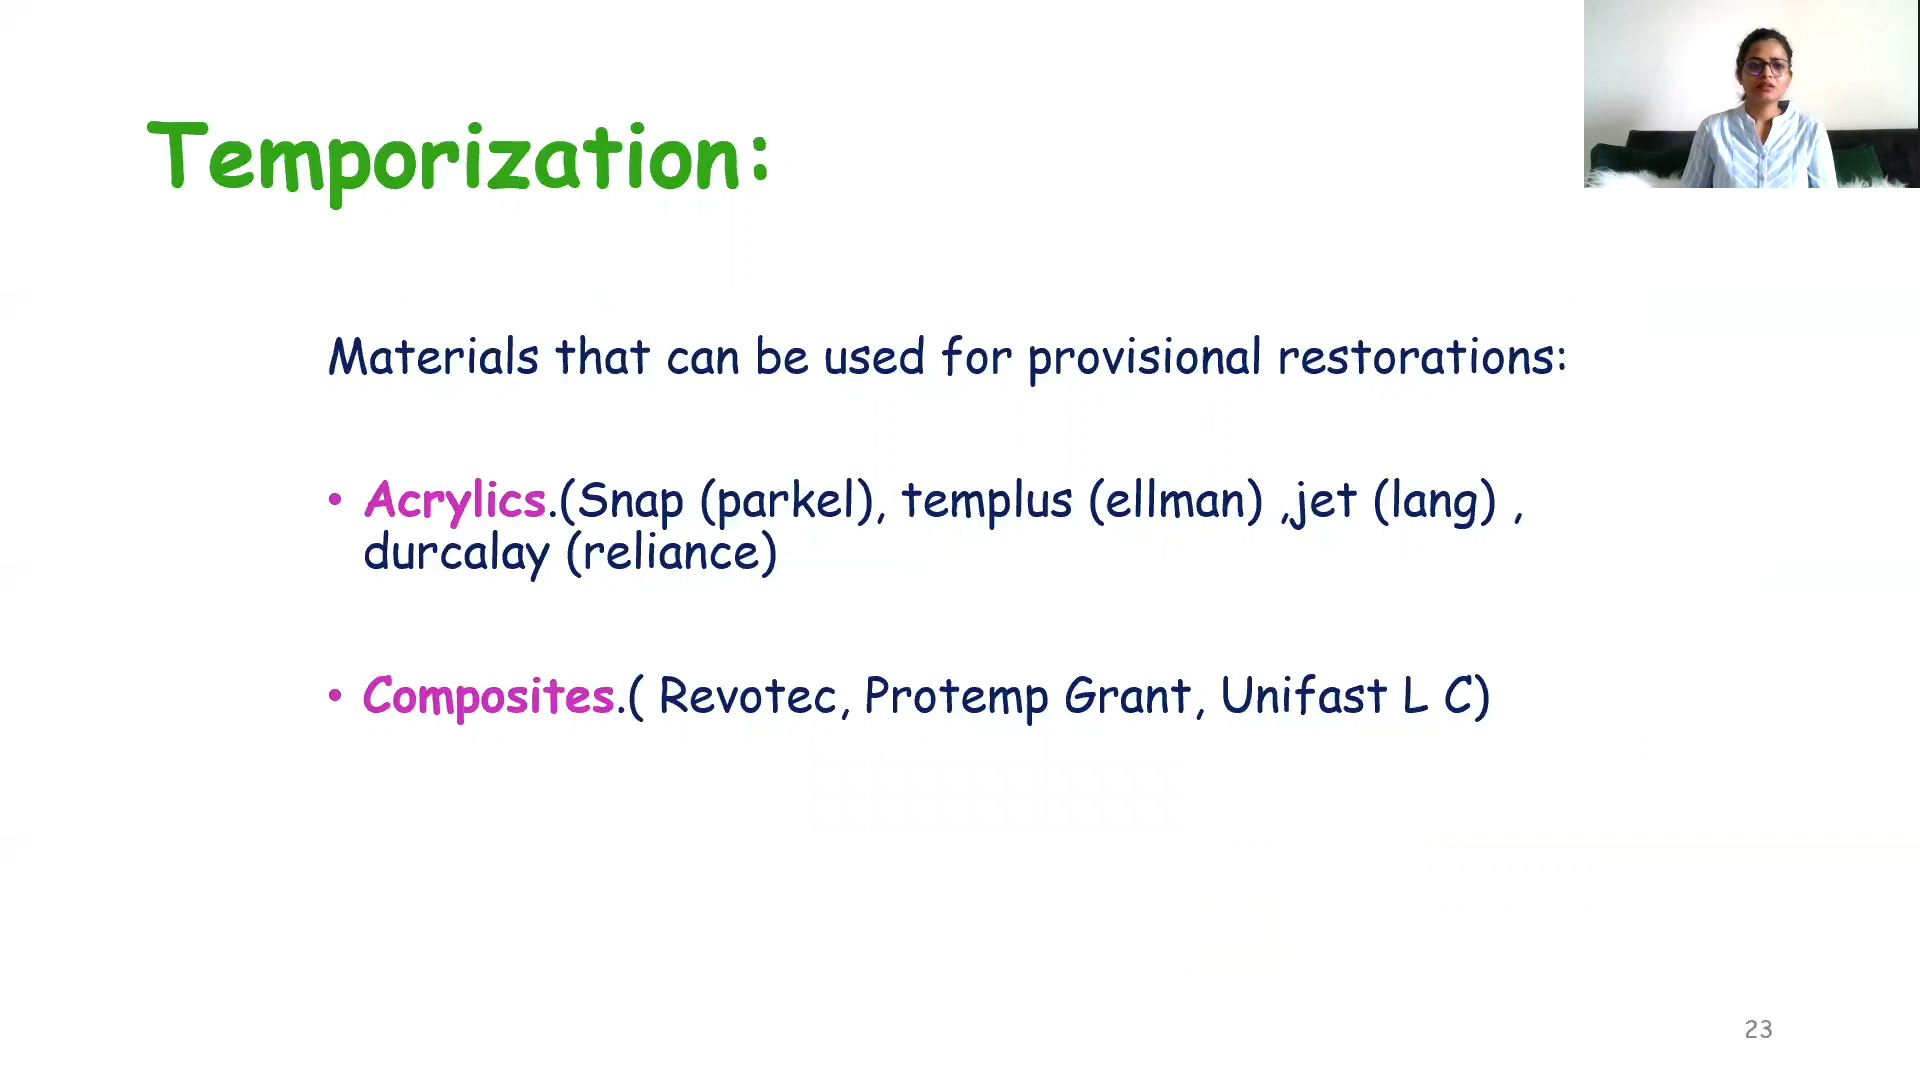 Temporization:
Materials that can be used for provisional restorations:
• Acrylics.(Snap (parkel), templus (ellman) ,jet (lang) ,
durcalay (reliance)
• Composites.( Revotec, Protemp Grant, Unifast L C)
23